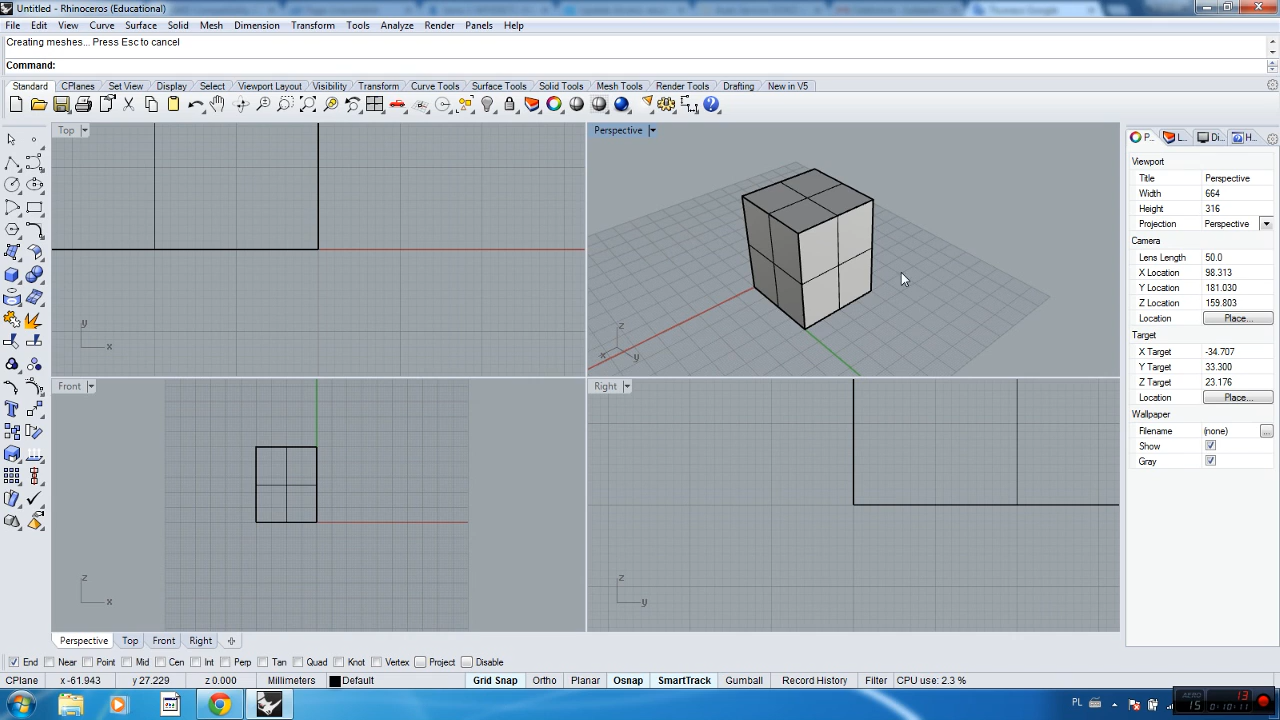 Untitled - Rhinoceros (Educational)
File Edit View Curve Surface Solid Mesh Dimension Transform Tools Analyze Render Panels Help
Creating meshes... Press Esc to cancel
Command:
Standard CPlanes Set View Display Select Viewport Layout Visibility Transform Curve Tools Surface Tools Solid Tools Mesh Tools Render Tools Drafting New in V5
Top
Perspective
P... L... Di... H...
Viewport
Title Perspective
Width 664
Height 316
Projection Perspective
Camera
Lens Length 50.0
X Location 98.313
Y Location 181.030
Z Location 159.803
Location Place...
Target
X Target -34.707
Y Target 33.300
Z Target 23.176
Location Place...
Wallpaper
Filename (none) ...
Show
Gray
y
x
z
x
y
Front
Right
z
x
z
y
Perspective Top Front Right
End Near Point Mid Cen Int Perp Tan Quad Knot Vertex Project Disable
CPlane x -61.943 y 27.229 z 0.000 Millimeters Default Grid Snap Ortho Planar Osnap SmartTrack Gumball Record History Filter CPU use: 2.3 %
PL
AERO
15
13
0:10:11